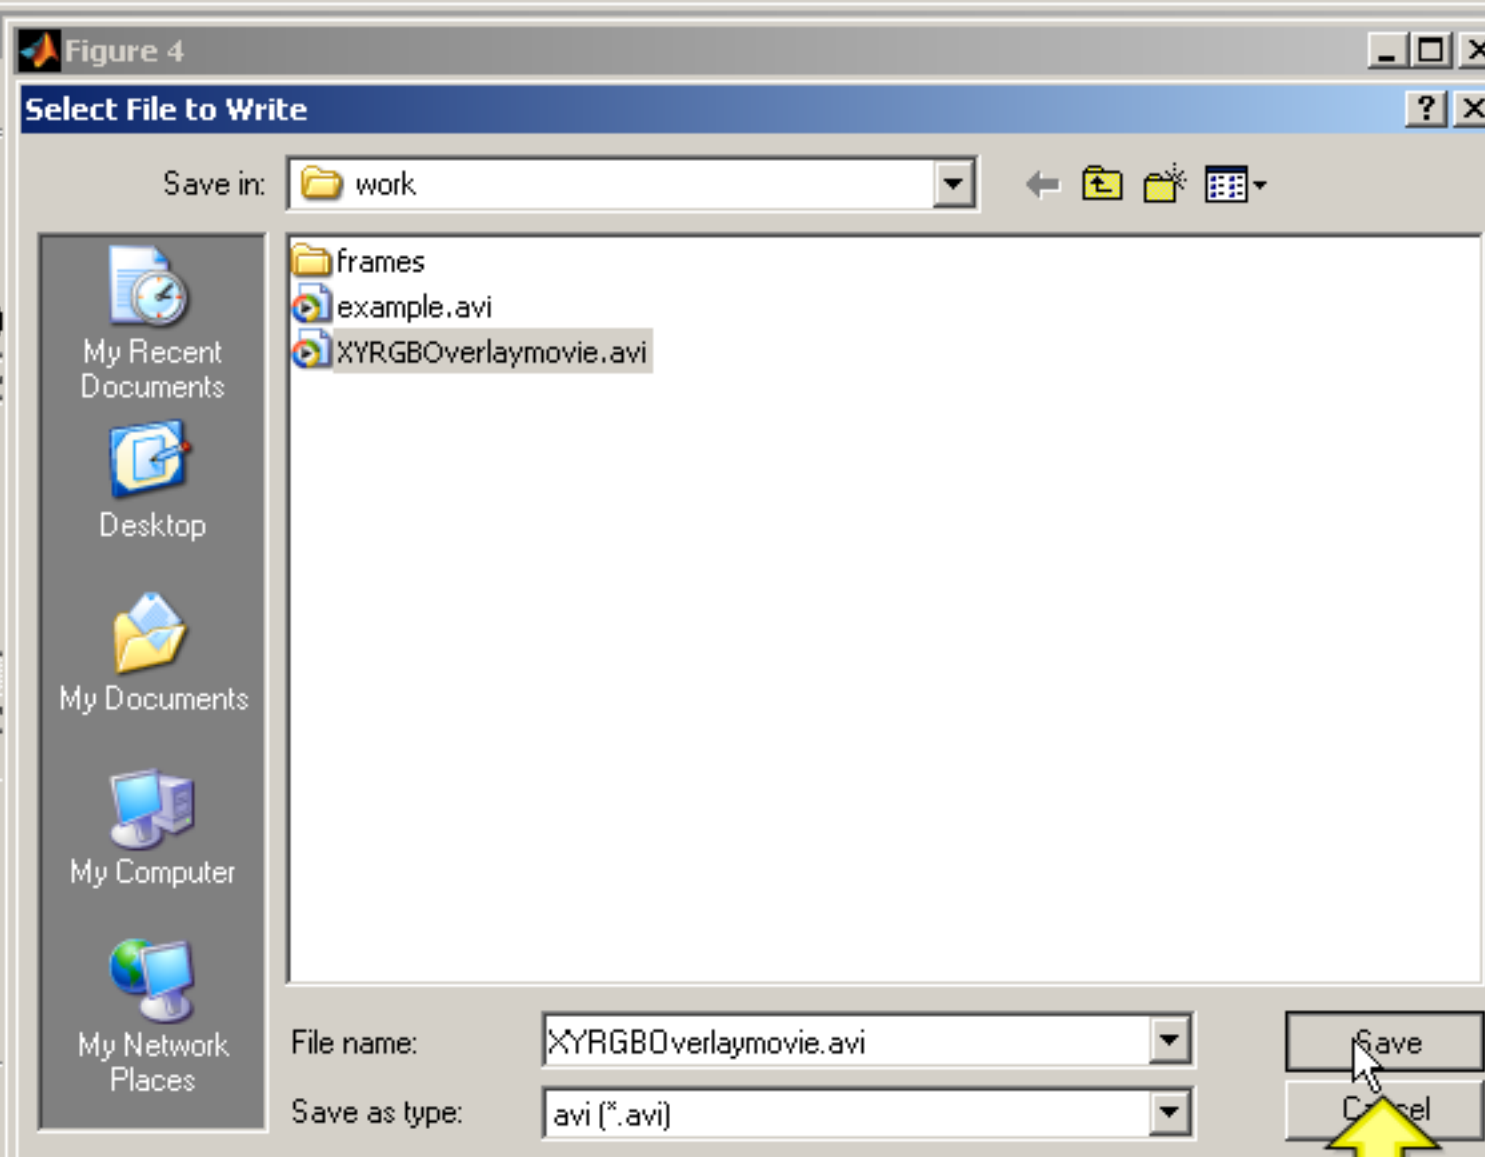 Figure 4
Select File to Write
Save in:
work
frames
example.avi
XYRGBOverlaymovie.avi
My Recent
Documents
Desktop
My Documents
My Computer
My Network
Places
File name:
XYRGBOverlaymovie.avi
Save
Save as type:
avi (*.avi)